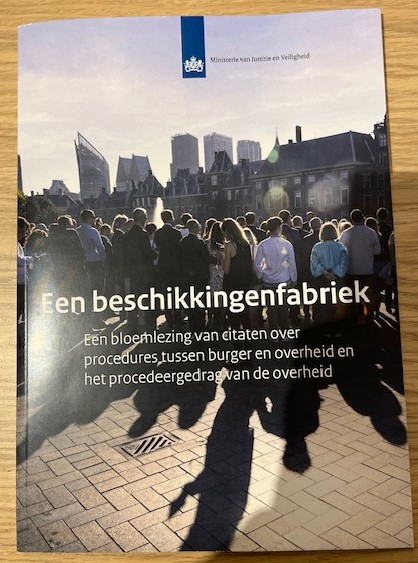 Ministerie van Justitie en Veiligheid
Een beschikkingenfabriek
Een bloemlezing van citaten over
procedures tussen burger en overheid en
het procedeergedrag van de overheid